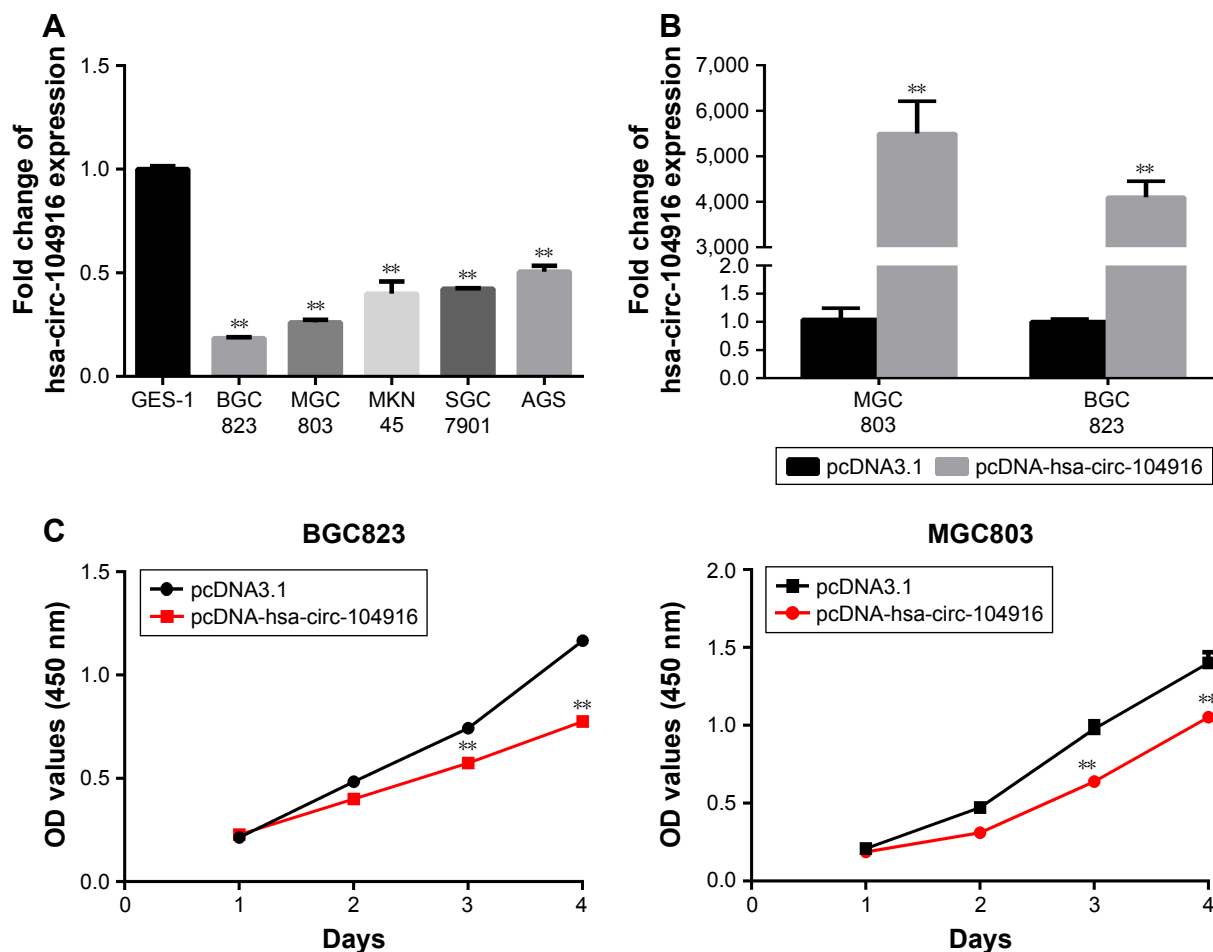 A
Fold change of
hsa-circ-104916 expression
1.5
1.0
0.5
0.0
**
**
**
**
**
GES-1 BGC MGC MKN SGC AGS
823 803 45 7901
B
Fold change of
hsa-circ-104916 expression
7,000
6,000
5,000
4,000
3,000
2.0
1.5
1.0
0.5
0.0
**
**
MGC BGC
803 823
pcDNA3.1 pcDNA-hsa-circ-104916
C
BGC823
OD values (450 nm)
1.5
1.0
0.5
0.0
pcDNA3.1
pcDNA-hsa-circ-104916
**
**
0 1 2 3 4
Days
MGC803
OD values (450 nm)
2.0
1.5
1.0
0.5
0.0
pcDNA3.1
pcDNA-hsa-circ-104916
**
**
0 1 2 3 4
Days